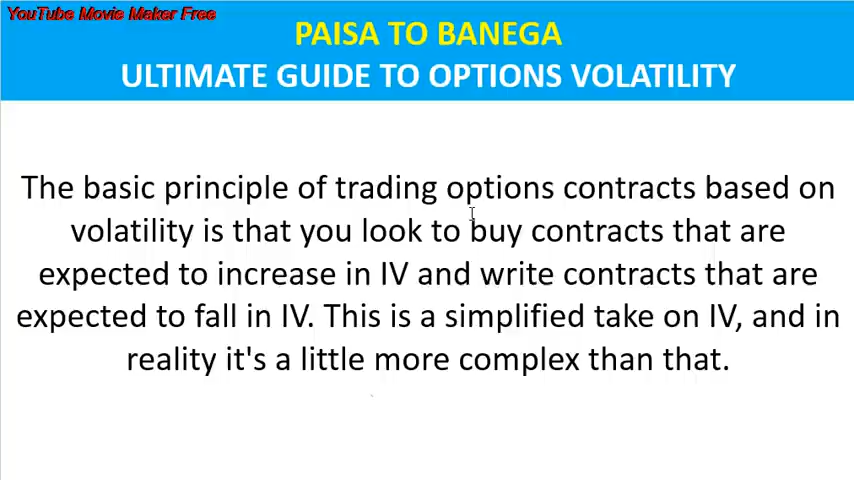 YouTube Movie Maker Free
PAISA TO BANEGA
ULTIMATE GUIDE TO OPTIONS VOLATILITY
The basic principle of trading options contracts based on
volatility is that you look to buy contracts that are
expected to increase in IV and write contracts that are
expected to fall in IV. This is a simplified take on IV, and in
reality it's a little more complex than that.